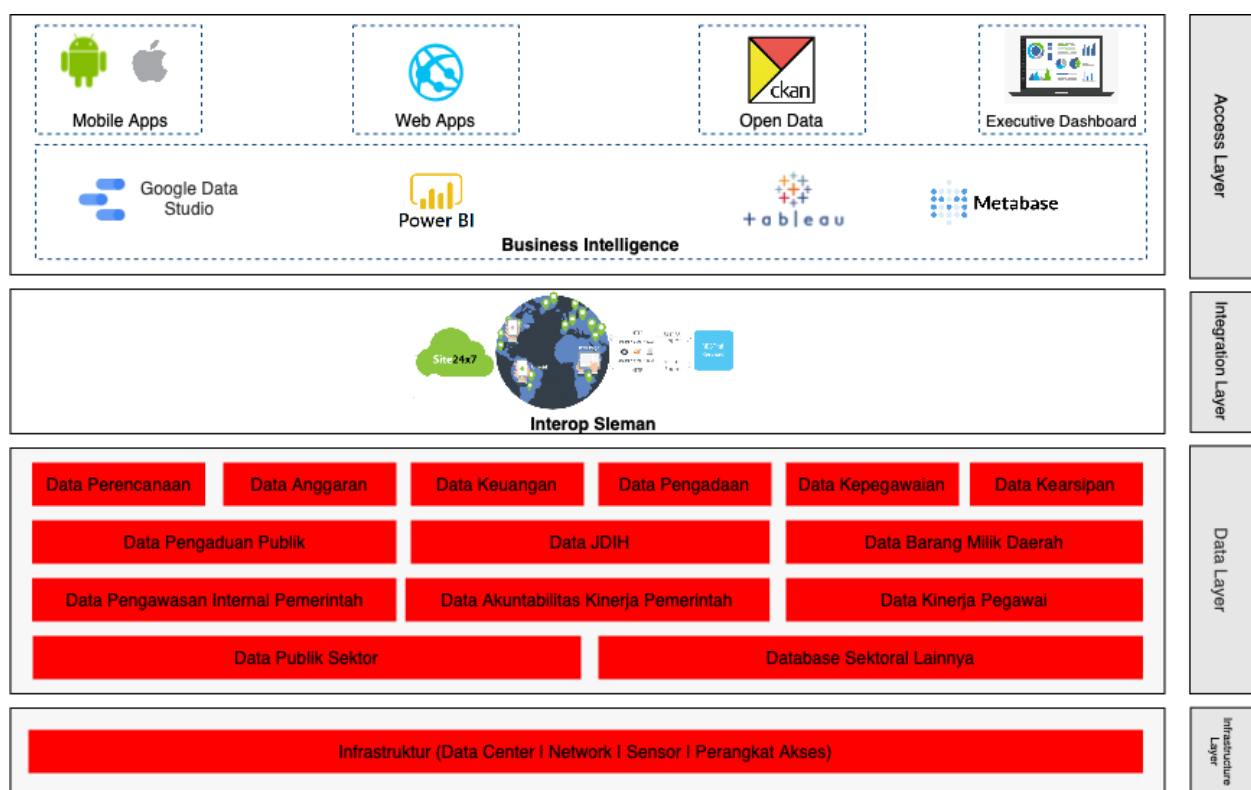 Mobile Apps
Web Apps
ckan
Open Data
Executive Dashboard
Google Data
Studio
Power BI
+ a b | e a u
Metabase
Business Intelligence
Access Layer
Site24x7
Interop Sleman
Integration Layer
Data Perencanaan
Data Anggaran
Data Keuangan
Data Pengadaan
Data Kepegawaian
Data Kearsipan
Data Pengaduan Publik
Data JDIH
Data Barang Milik Daerah
Data Pengawasan Internal Pemerintah
Data Akuntabilitas Kinerja Pemerintah
Data Kinerja Pegawai
Data Publik Sektor
Database Sektoral Lainnya
Data Layer
Infrastruktur (Data Center I Network I Sensor I Perangkat Akses)
Infrastructure
Layer